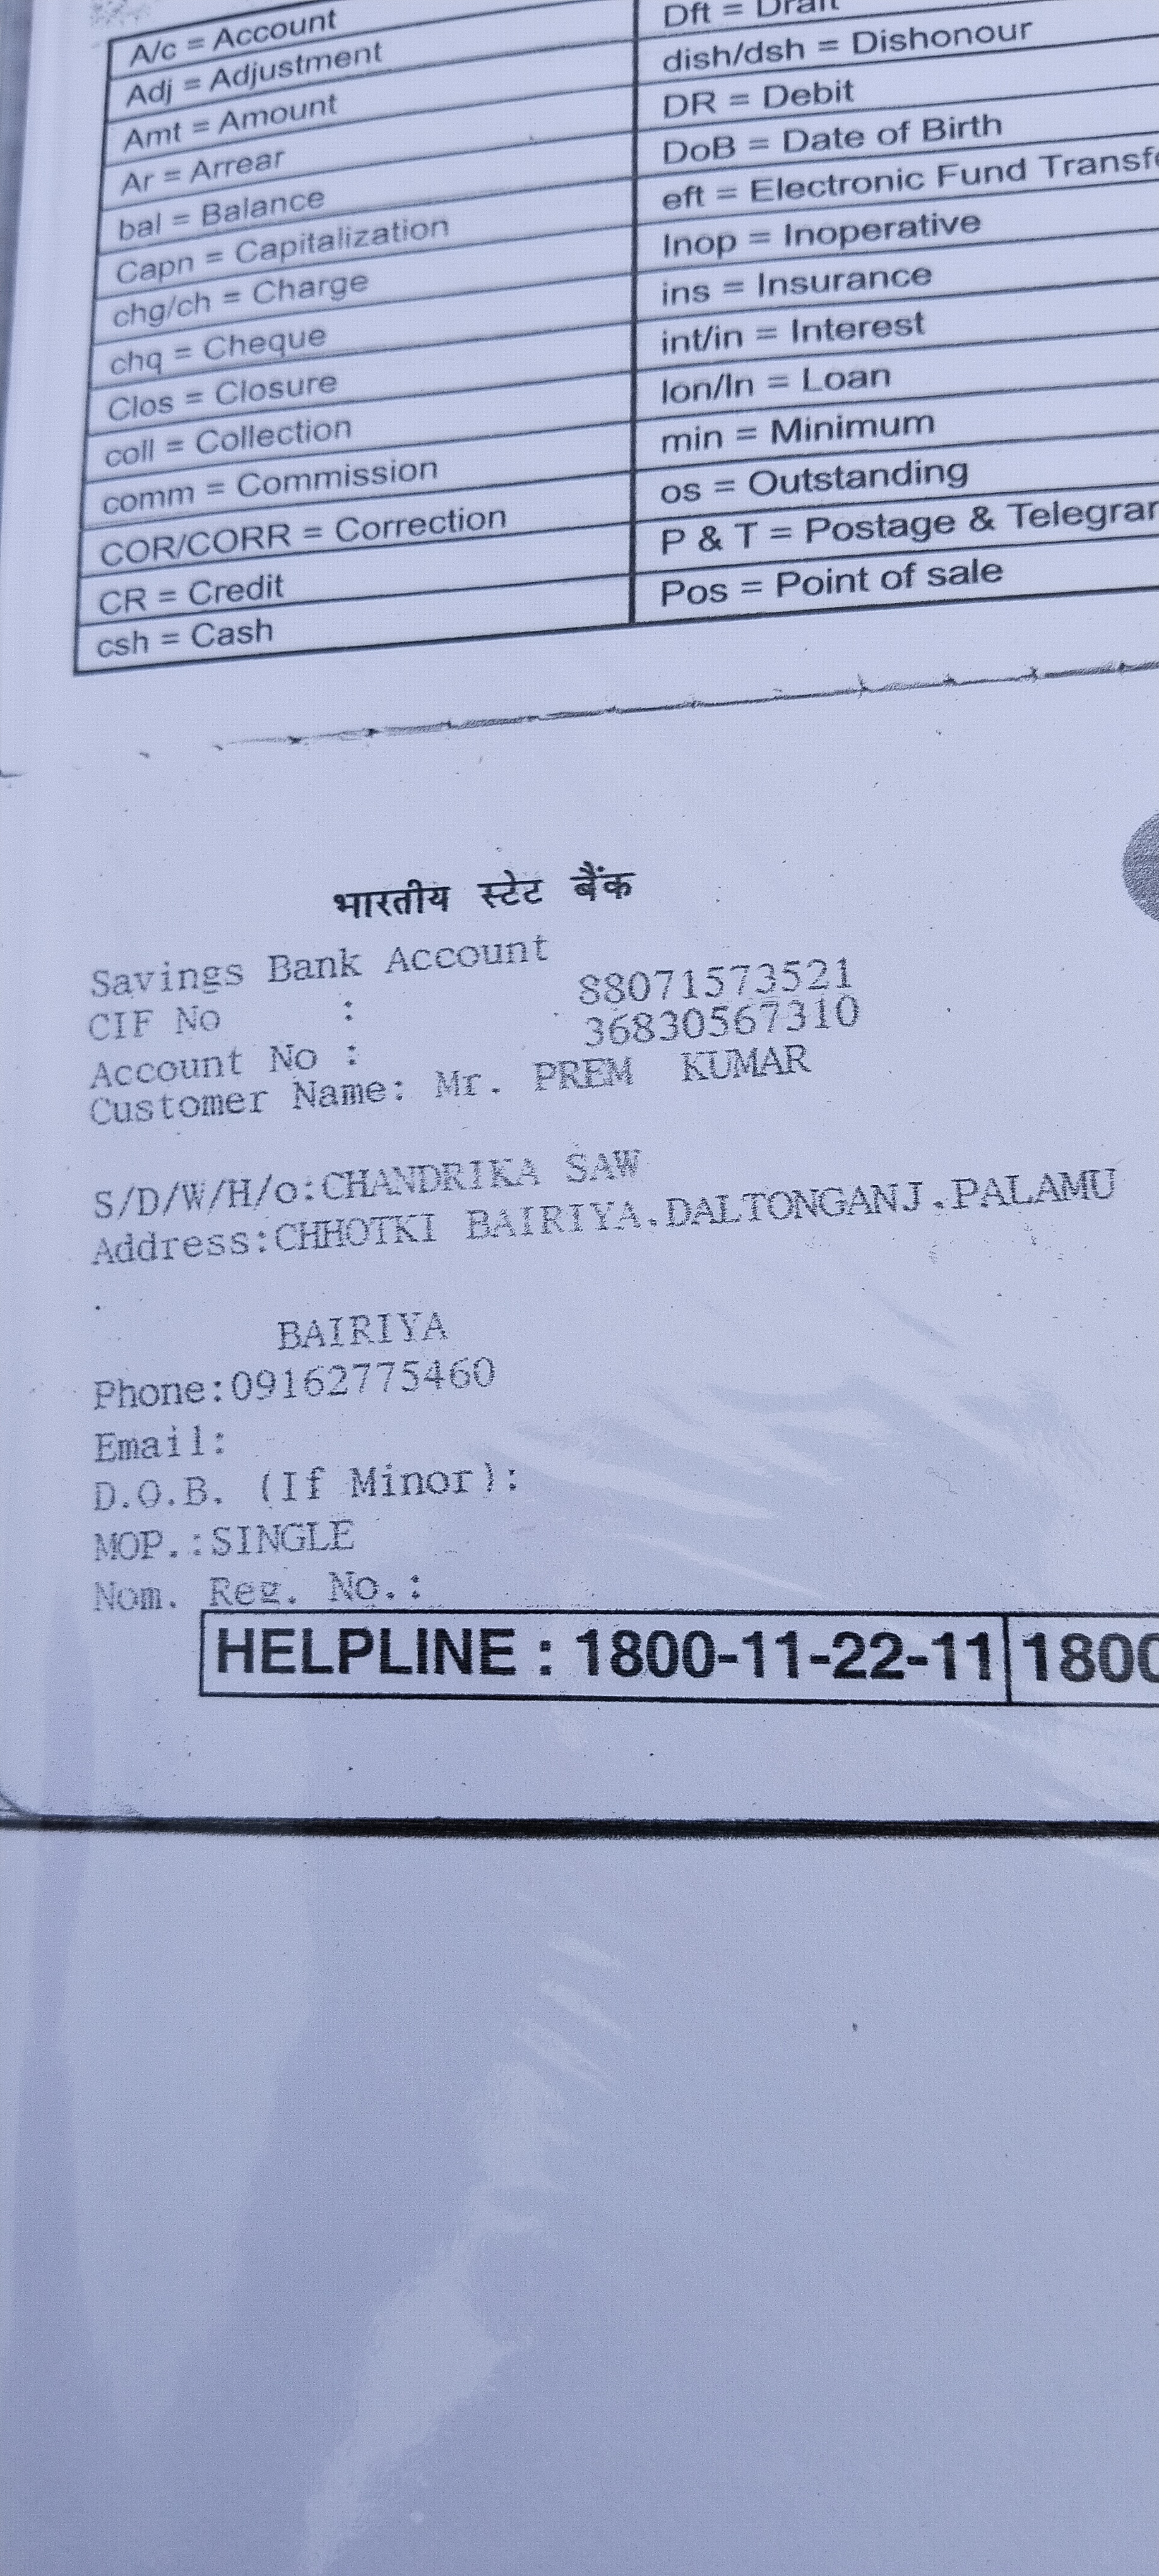 A/c = Account
Adj = Adjustment
Amt = Amount
Ar = Arrear
bal = Balance
Capn = Capitalization
chg/ch = Charge
chq = Cheque
Clos = Closure
coll = Collection
comm = Commission
COR/CORR = Correction
CR = Credit
csh = Cash
Dft = Draft
dish/dsh = Dishonour
DR = Debit
DoB = Date of Birth
eft = Electronic Fund Transfe
Inop = Inoperative
ins = Insurance
int/in = Interest
lon/ln = Loan
min = Minimum
os = Outstanding
P & T = Postage & Telegra
Pos = Point of sale
भारतीय स्टेट बैंक
Savings Bank Account
CIF No : 88071573521
Account No : 36830567310
Customer Name: Mr. PREM KUMAR
S/D/W/H/o:CHANDRIKA SAW
Address:CHHOTKI BAIRIYA.DALTONGANJ.PALAMU
.
BAIRIYA
Phone:09162775460
Email:
D.O.B. (If Minor):
MOP.:SINGLE
Nom. Reg. No.:
HELPLINE : 1800-11-22-11 1800